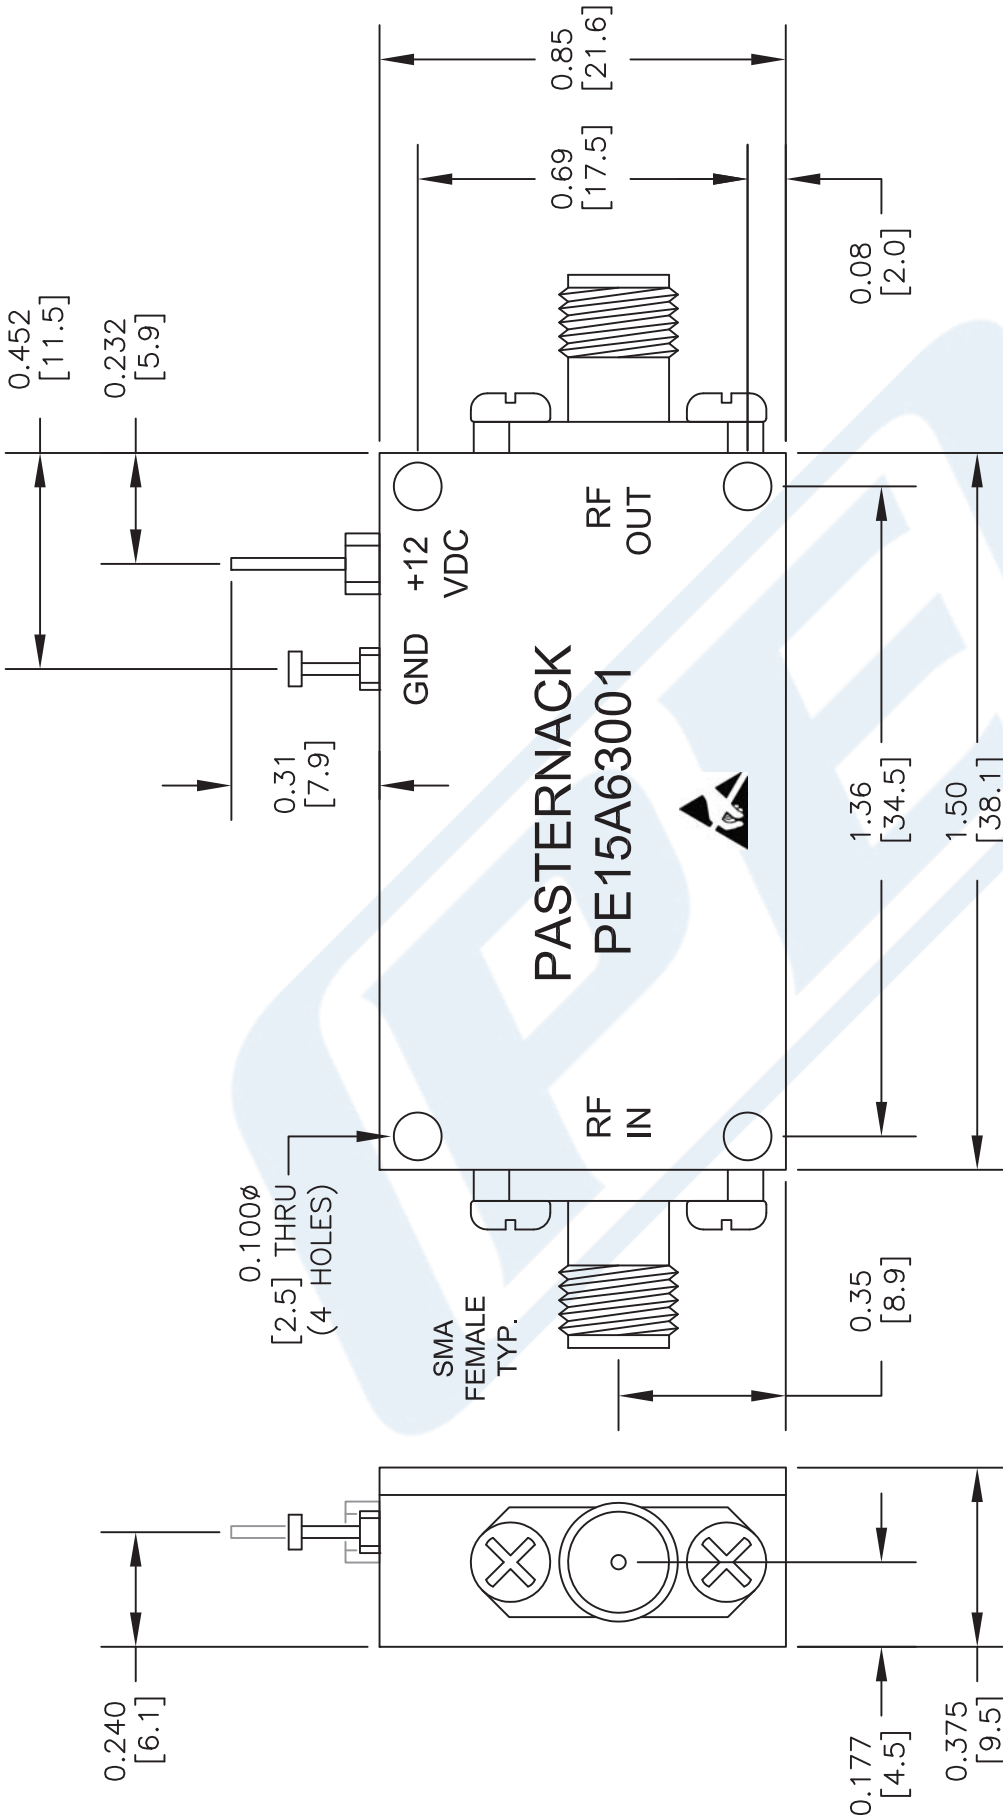 0.452
[11.5]
0.232
[5.9]
0.85
[21.6]
0.69
[17.5]
0.08
[2.0]
0.31
[7.9]
GND
+12
VDC
RF
OUT
PASTERNACK
PE15A63001
1.36
[34.5]
1.50
[38.1]
0.100ø
[2.5] THRU
(4 HOLES)
RF
IN
SMA
FEMALE
TYP.
0.35
[8.9]
0.240
[6.1]
0.177
[4.5]
0.375
[9.5]
PE